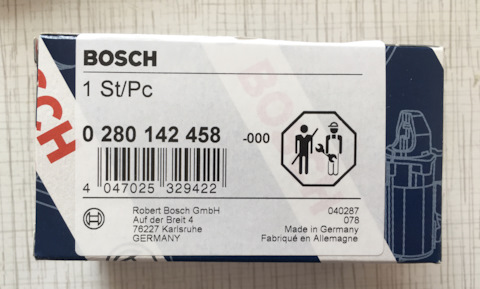 BOSCH
1 St/Pc
0 280 142 458 -000
4 047025 329422
Robert Bosch GmbH
Auf der Breit 4
76227 Karlsruhe
GERMANY
040287
078
Made in Germany
Fabriqué en Allemagne